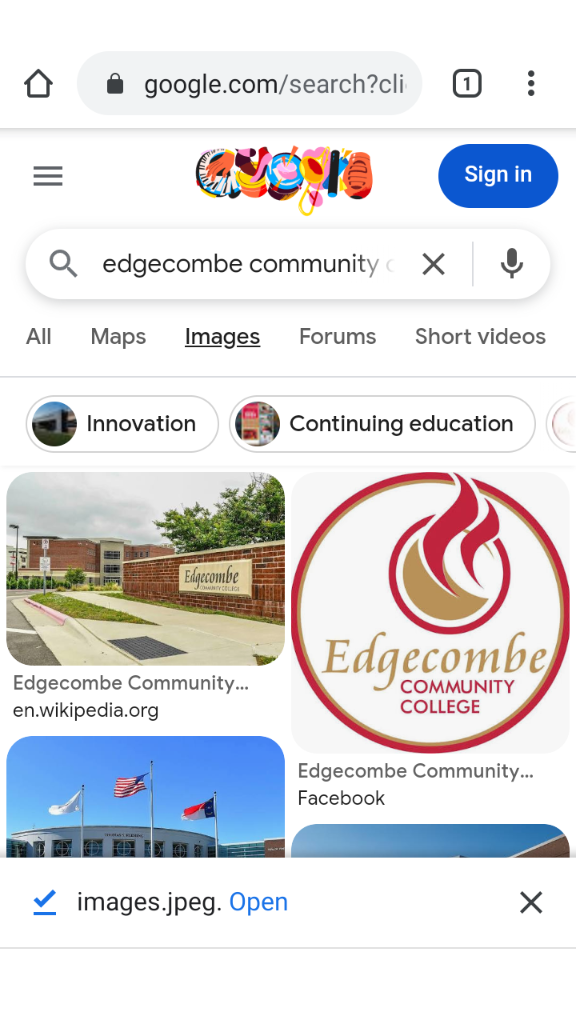 google.com/search?cli
1
Sign in
edgecombe community
All Maps Images Forums Short videos
Innovation
Continuing education
Edgecombe
COMMUNITY COLLEGE
Edgecombe Community...
en.wikipedia.org
Edgecombe
COMMUNITY
COLLEGE
Edgecombe Community...
Facebook
images.jpeg. Open